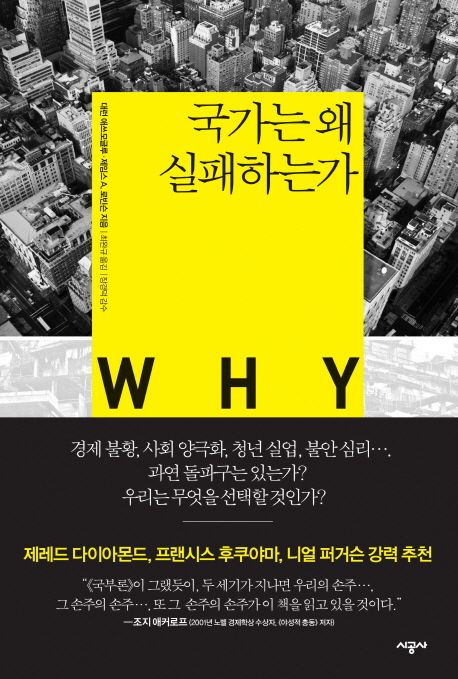 국가는 왜
실패하는가
대런 애쓰모글루·제임스 A. 로빈슨 지음 | 최완규 옮김 | 장경덕 감수
WHY
경제 불황, 사회 양극화, 청년 실업, 불안 심리….
과연 돌파구는 있는가?
우리는 무엇을 선택할 것인가?
제레드 다이아몬드, 프랜시스 후쿠야마, 니얼 퍼거슨 강력 추천
“《국부론》이 그랬듯이, 두 세기가 지나면 우리의 손주…,
그 손주의 손주…, 또 그 손주의 손주가 이 책을 읽고 있을 것이다.”
—조지 애커로프 (2001년 노벨 경제학상 수상자, 《야성적 충동》 저자)
시공사